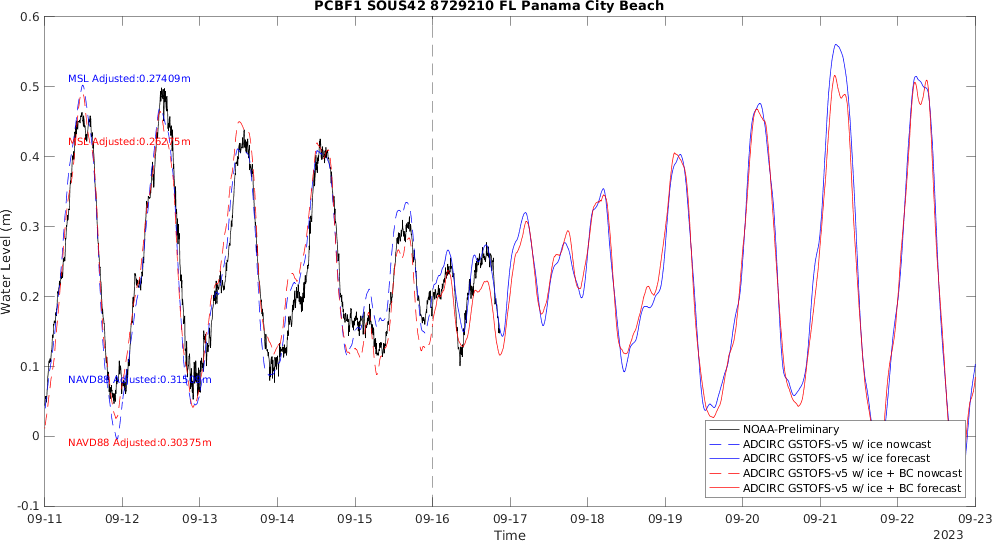 PCBF1 SOUS42 8729210 FL Panama City Beach
0.6
0.5
0.4
0.3
0.2
0.1
0
-0.1
Water Level (m)
MSL Adjusted:0.27409m
MSL Adjusted:
NAVD88 Adjusted:
NAVD88 Adjusted:0.30375m
NOAA-Preliminary
ADCIRC GSTOFS-v5 w/ ice nowcast
ADCIRC GSTOFS-v5 w/ ice forecast
ADCIRC GSTOFS-v5 w/ ice + BC nowcast
ADCIRC GSTOFS-v5 w/ ice + BC forecast
09-11 09-12 09-13 09-14 09-15 09-16 09-17 09-18 09-19 09-20 09-21 09-22 09-23
Time
2023